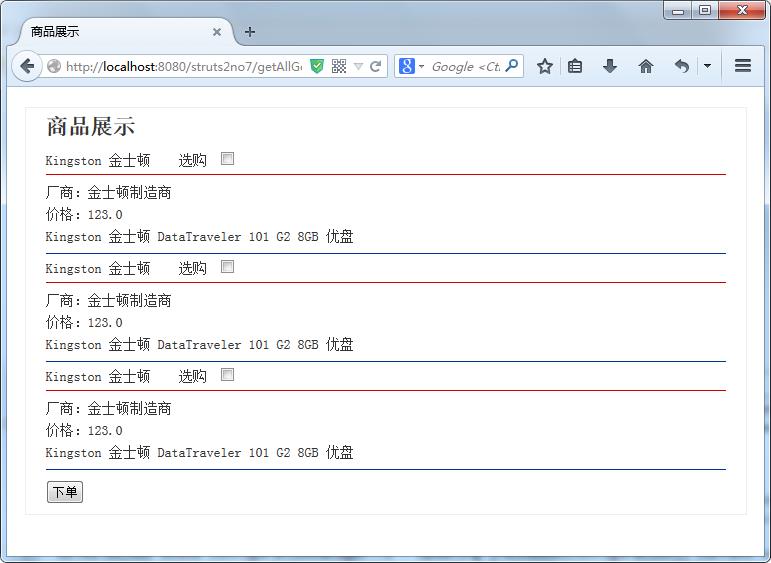 商品展示
http://localhost:8080/struts2no7/getAllGo
Google <Ct
商品展示
Kingston 金士顿 选购
厂商：金士顿制造商
价格：123.0
Kingston 金士顿 DataTraveler 101 G2 8GB 优盘
Kingston 金士顿 选购
厂商：金士顿制造商
价格：123.0
Kingston 金士顿 DataTraveler 101 G2 8GB 优盘
Kingston 金士顿 选购
厂商：金士顿制造商
价格：123.0
Kingston 金士顿 DataTraveler 101 G2 8GB 优盘
下单